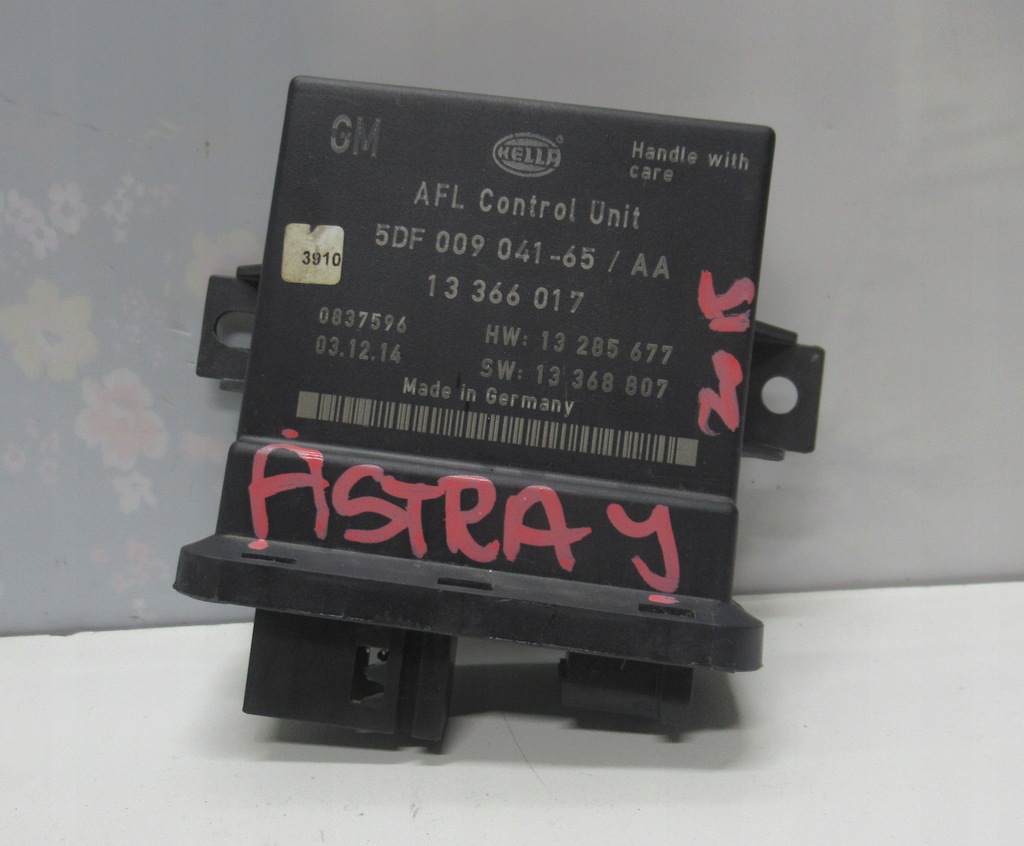 GM
HELLA
®
Handle with
care
AFL Control Unit
5DF 009 041-65 / AA
3910
13 366 017
0837596
HW: 13 285 677
03.12.14
SW: 13 368 807
Made in Germany
2015
ASTRA y